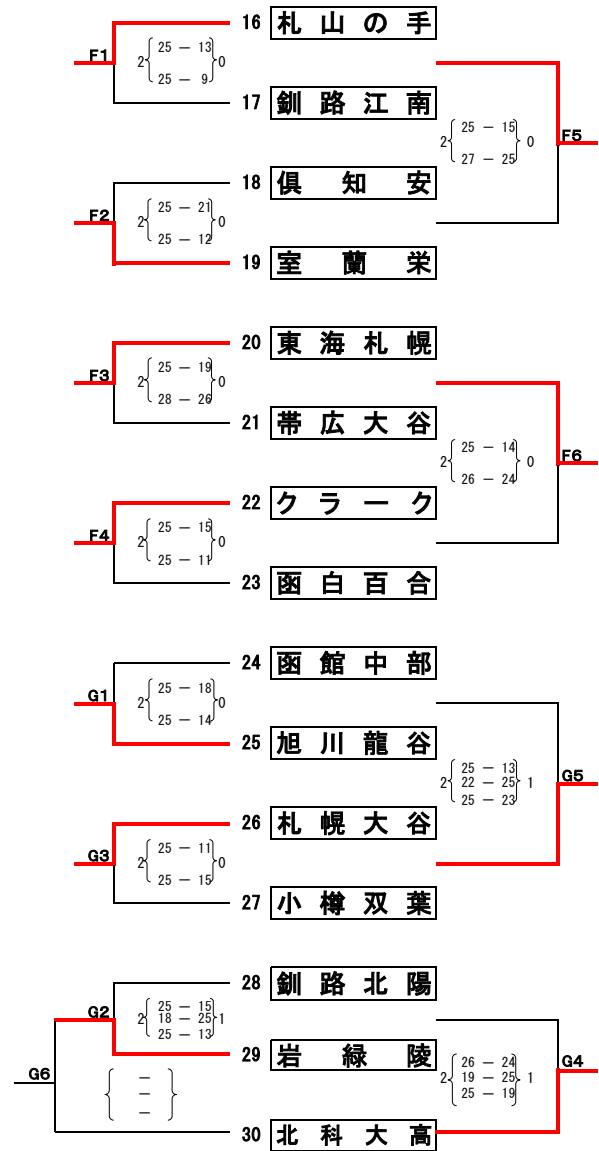 16 札山の手
F1 2 25 － 13 0
25 － 9
17 釧路江南
2 25 － 15 0 F5
27 － 25
18 倶知安
F2 2 25 － 21 0
25 － 12
19 室蘭栄
20 東海札幌
F3 2 25 － 19 0
28 － 26
21 帯広大谷
2 25 － 14 0 F6
26 － 24
22 クラーク
F4 2 25 － 15 0
25 － 11
23 函白百合
24 函館中部
G1 2 25 － 18 0
25 － 14
25 旭川龍谷
25 － 13
2 22 － 25 1 G5
25 － 23
26 札幌大谷
G3 2 25 － 11 0
25 － 15
27 小樽双葉
28 釧路北陽
25 － 15
G2 2 18 － 25 1
25 － 13
29 岩緑陵
26 － 24
2 19 － 25 1 G4
25 － 19
G6 －
－
－
30 北科大高